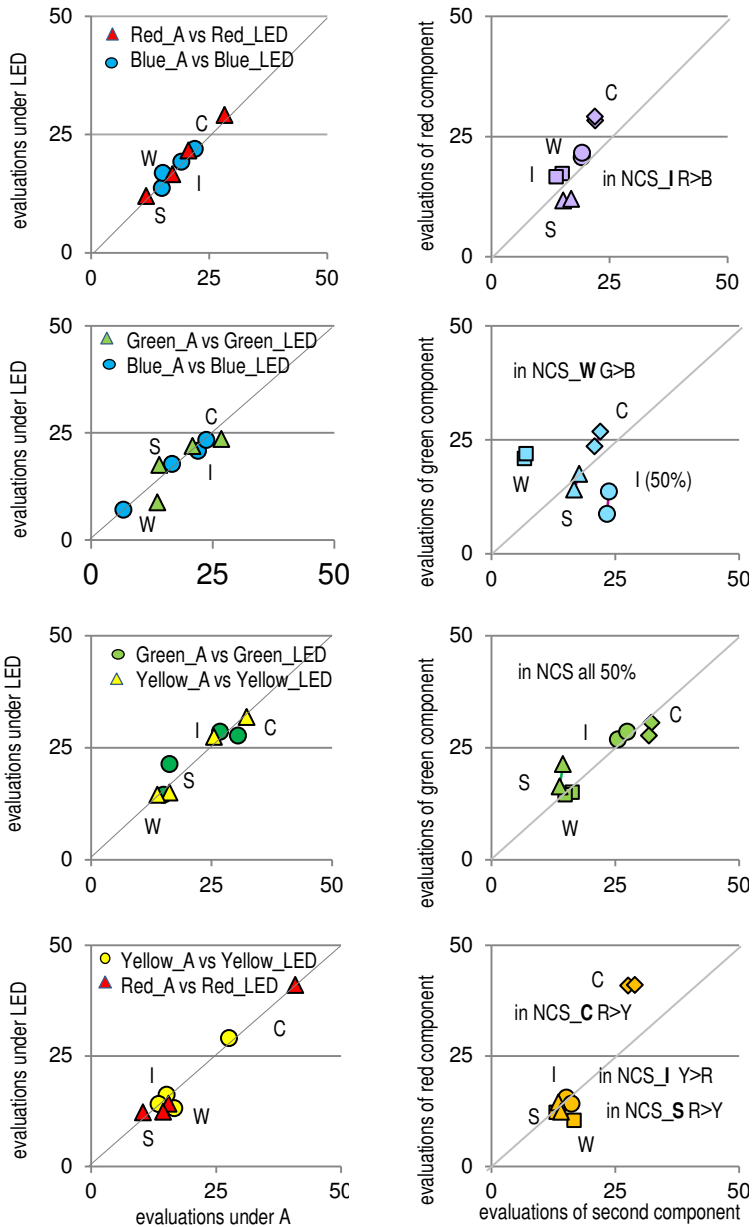 evaluations under LED
50
25
0
Red_A vs Red_LED
Blue_A vs Blue_LED
C
W
I
S
0
25
50
evaluations of red component
50
25
0
C
W
I
in NCS_I R>B
S
0
25
50
evaluations under LED
50
25
0
Green_A vs Green_LED
Blue_A vs Blue_LED
C
S
I
W
0
25
50
evaluations of green component
50
25
0
in NCS_W G>B
C
W
I (50%)
S
0
25
50
evaluations under LED
50
25
0
Green_A vs Green_LED
Yellow_A vs Yellow_LED
I
C
S
W
0
25
50
evaluations of green component
50
25
0
in NCS all 50%
C
I
S
W
0
25
50
evaluations under LED
50
25
0
Yellow_A vs Yellow_LED
Red_A vs Red_LED
C
I
W
S
0
25
50
evaluations under A
evaluations of red component
50
25
0
C
in NCS_C R>Y
I
in NCS_I Y>R
S
in NCS_S R>Y
W
0
25
50
evaluations of second component